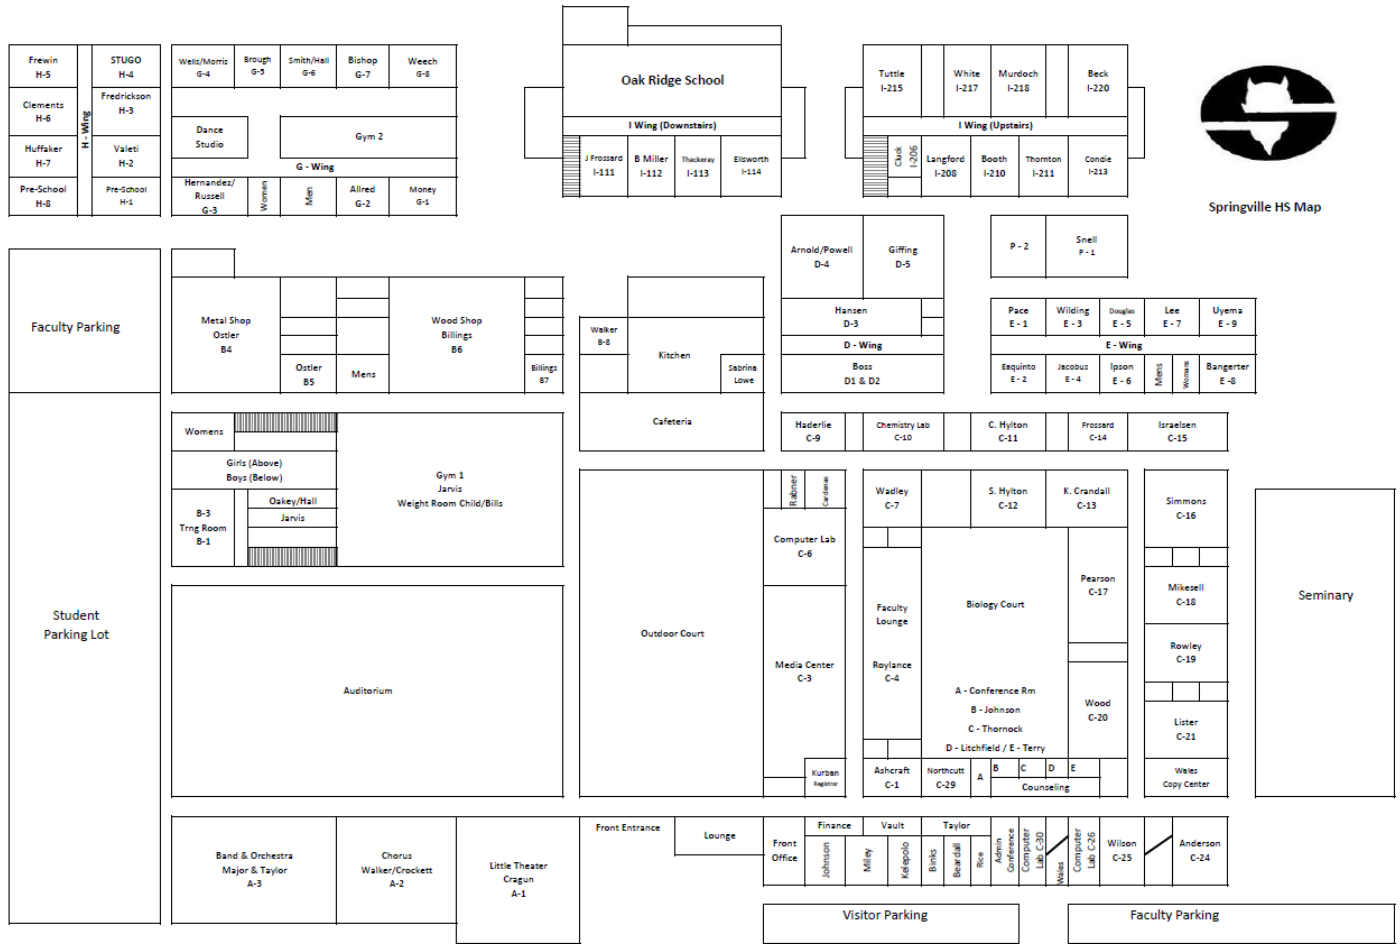 Frewin
H-5
STUGO
H-4
Clements
H-6
Fredrickson
H-3
H - Wing
Huffaker
H-7
Valeti
H-2
Pre-School
H-8
Pre-School
H-1
Wells/Morris
G-4
Brough
G-5
Smith/Hall
G-6
Bishop
G-7
Weech
G-8
Dance
Studio
Gym 2
G - Wing
Hernandez/
Russell
G-3
Women
Men
Allred
G-2
Money
G-1
Oak Ridge School
I Wing (Downstairs)
J Frossard
I-111
B Miller
I-112
Thackeray
I-113
Ellsworth
I-114
Tuttle
I-215
White
I-217
Murdoch
I-218
Beck
I-220
I Wing (Upstairs)
Cluck
I-206
Langford
I-208
Booth
I-210
Thornton
I-211
Condie
I-213
Springville HS Map
Faculty Parking
Metal Shop
Ostler
B4
Ostler
B5
Mens
Wood Shop
Billings
B6
Billings
B7
Walker
B-8
Kitchen
Sabrina
Lowe
Cafeteria
Arnold/Powell
D-4
Giffing
D-5
Hansen
D-3
D - Wing
Boss
D1 & D2
P - 2
Snell
P - 1
Pace
E - 1
Wilding
E - 3
Douglas
E - 5
Lee
E - 7
Uyema
E - 9
E - Wing
Esquinto
E - 2
Jacobus
E - 4
Ipson
E - 6
Mens
Womans
Bangerter
E -8
Haderlie
C-9
Chemistry Lab
C-10
C. Hylton
C-11
Frossard
C-14
Israelsen
C-15
Womens
Girls (Above)
Boys (Below)
B-3
Trng Room
B-1
Oakey/Hall
Jarvis
Gym 1
Jarvis
Weight Room Child/Bills
Student
Parking Lot
Auditorium
Outdoor Court
Rabner
Cardenas
Computer Lab
C-6
Media Center
C-3
Kurban
Registrar
Wadley
C-7
S. Hylton
C-12
K. Crandall
C-13
Faculty
Lounge
Roylance
C-4
Biology Court
A - Conference Rm
B - Johnson
C - Thornock
D - Litchfield / E - Terry
Pearson
C-17
Wood
C-20
Ashcraft
C-1
Northcutt
C-29
A
B
C
D
E
Counseling
Simmons
C-16
Mikesell
C-18
Rowley
C-19
Lister
C-21
Wales
Copy Center
Seminary
Band & Orchestra
Major & Taylor
A-3
Chorus
Walker/Crockett
A-2
Little Theater
Cragun
A-1
Front Entrance
Lounge
Front
Office
Finance
Vault
Taylor
Johnson
Miley
Kelepolo
Binks
Beardall
Rice
Admin
Conference
Computer
Lab C-30
Wales
Computer
Lab C-26
Wilson
C-25
Anderson
C-24
Visitor Parking
Faculty Parking